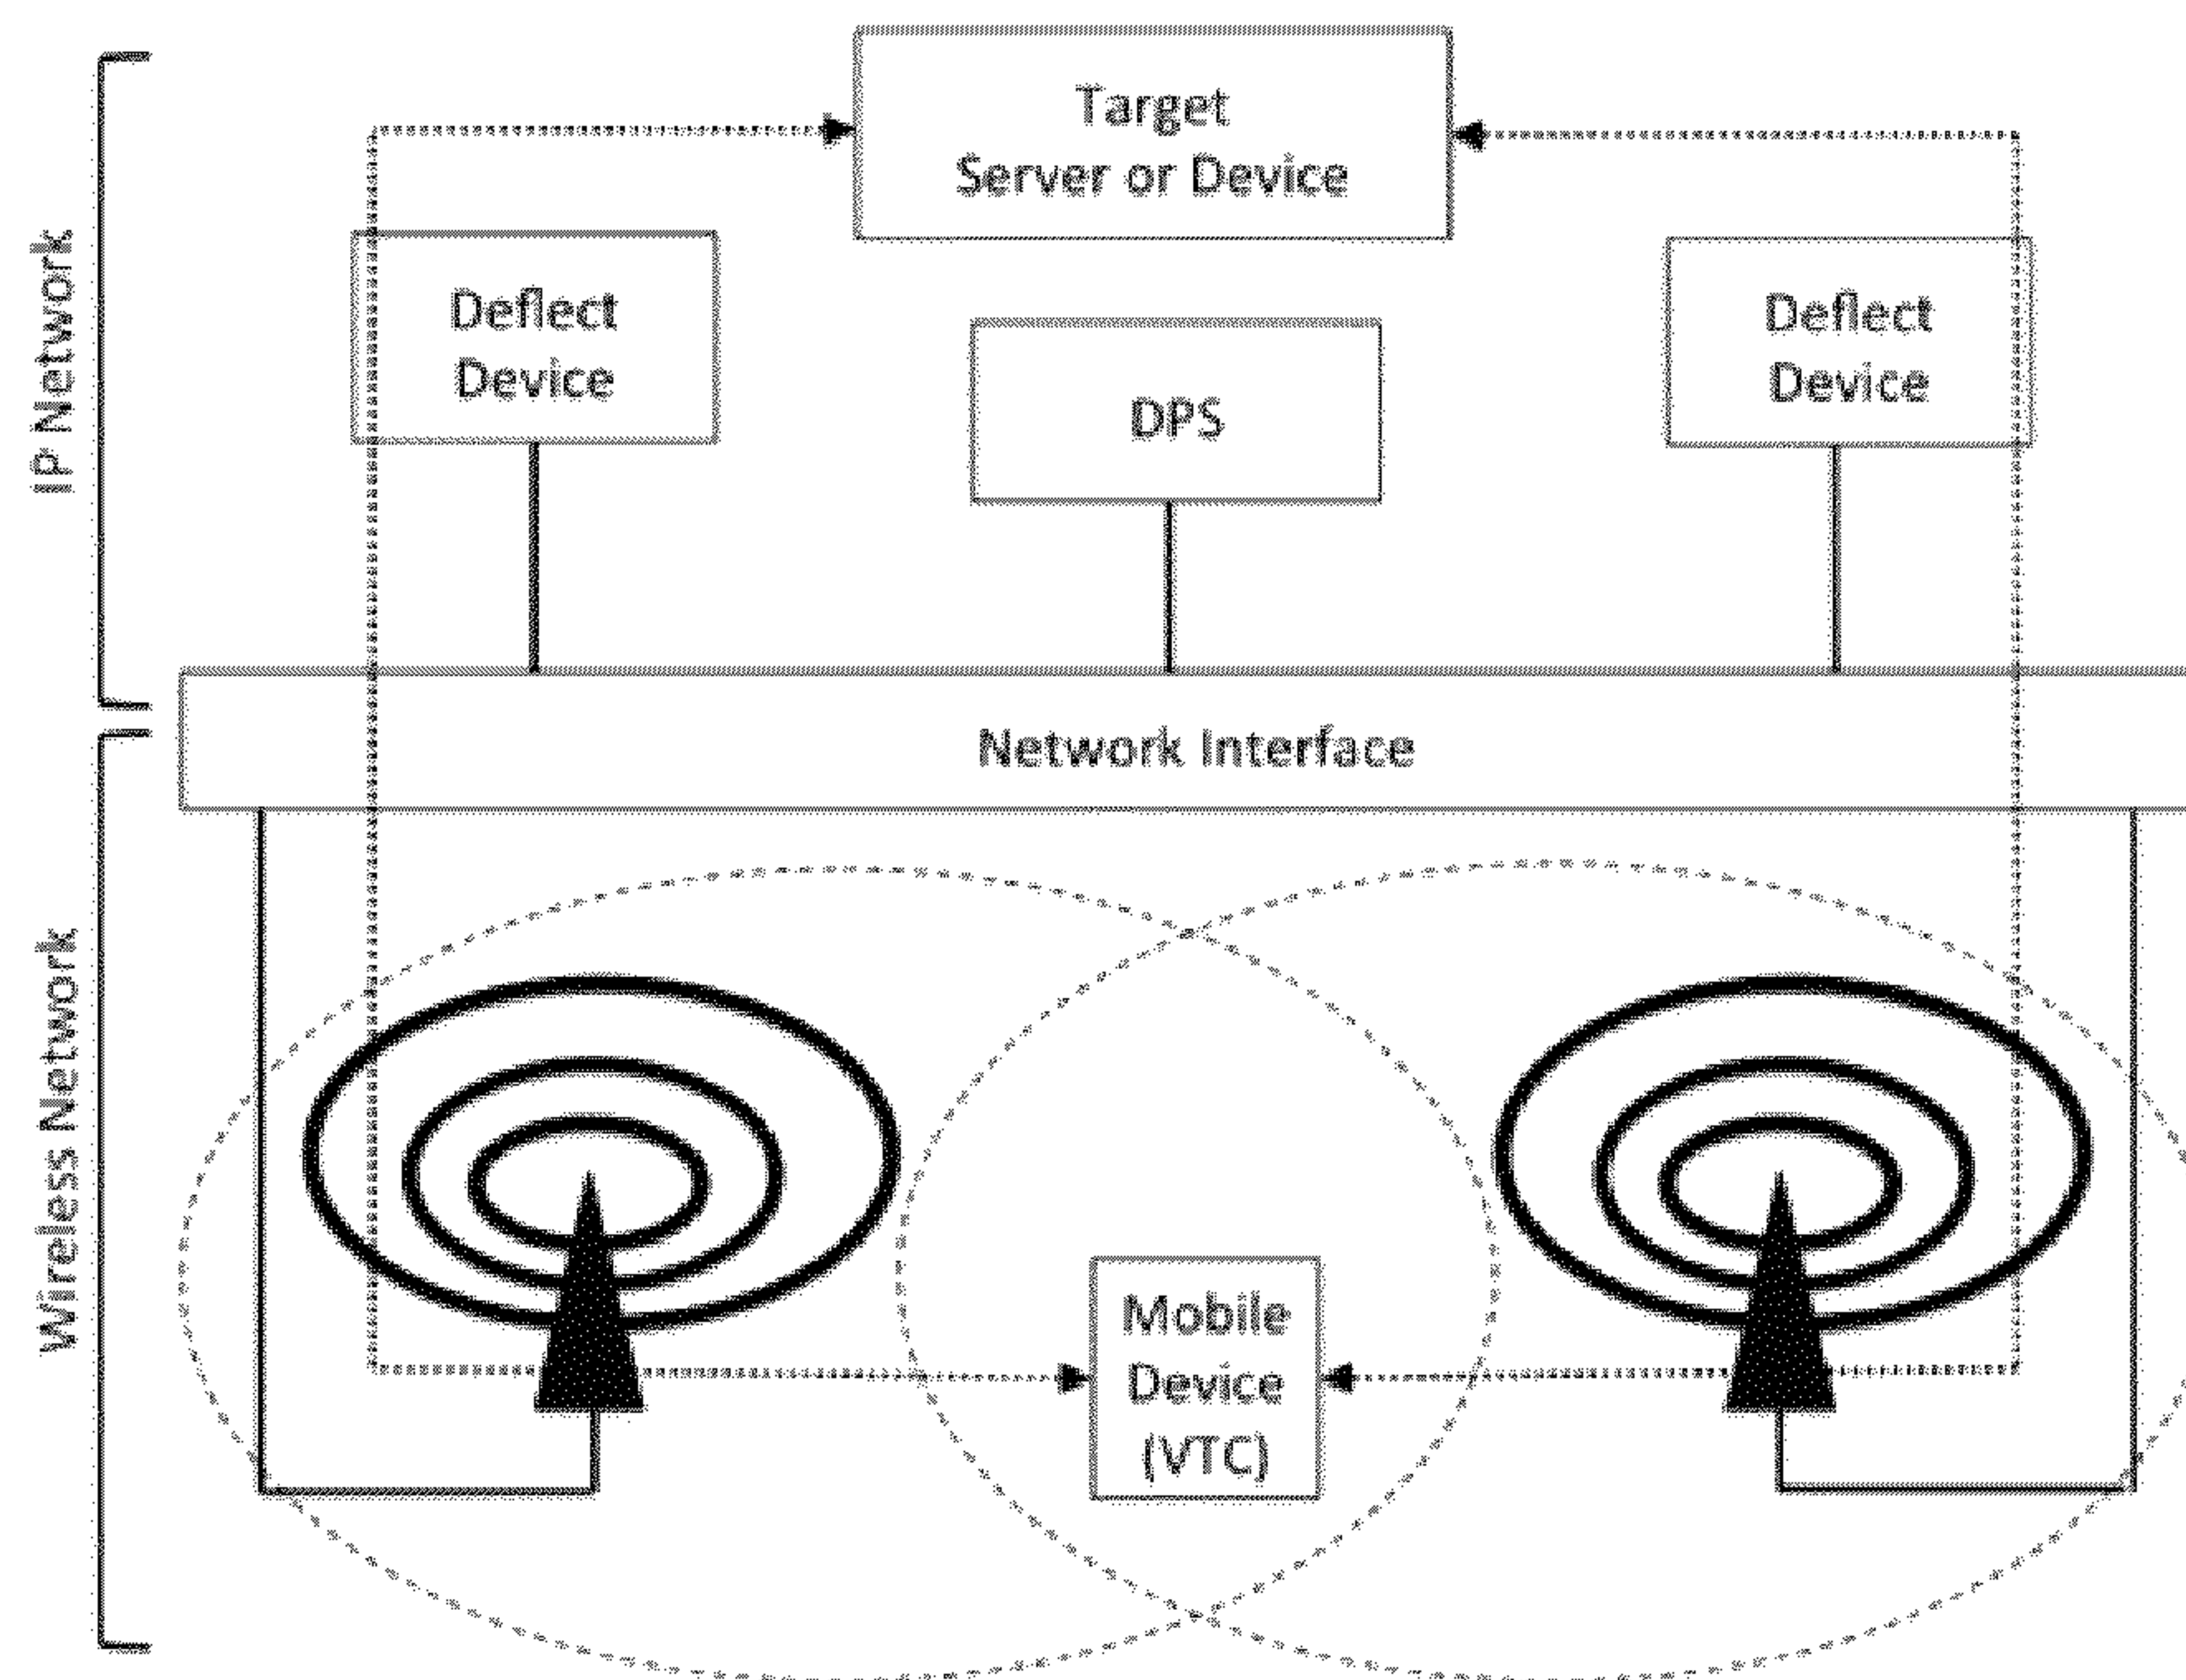 Target
Server or Device
Deflect
Device
DPS
Deflect
Device
IP Network
Network Interface
Wireless Network
Mobile
Device
(VTC)